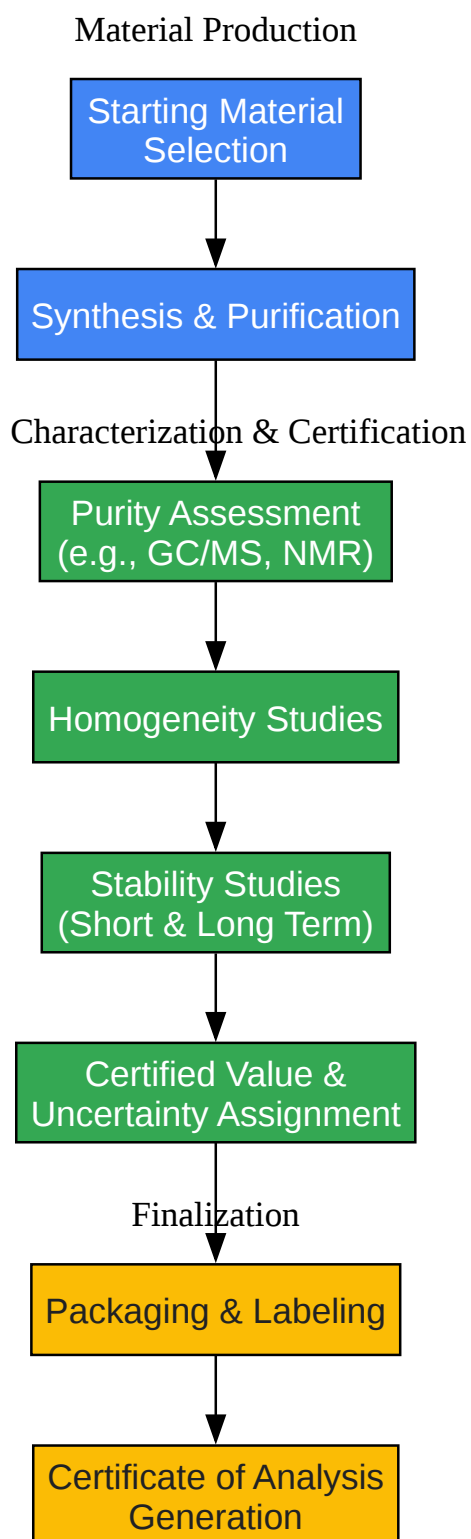 Material Production
Starting Material
Selection
Synthesis & Purification
Characterization & Certification
Purity Assessment
(e.g., GC/MS, NMR)
Homogeneity Studies
Stability Studies
(Short & Long Term)
Certified Value &
Uncertainty Assignment
Finalization
Packaging & Labeling
Certificate of Analysis
Generation